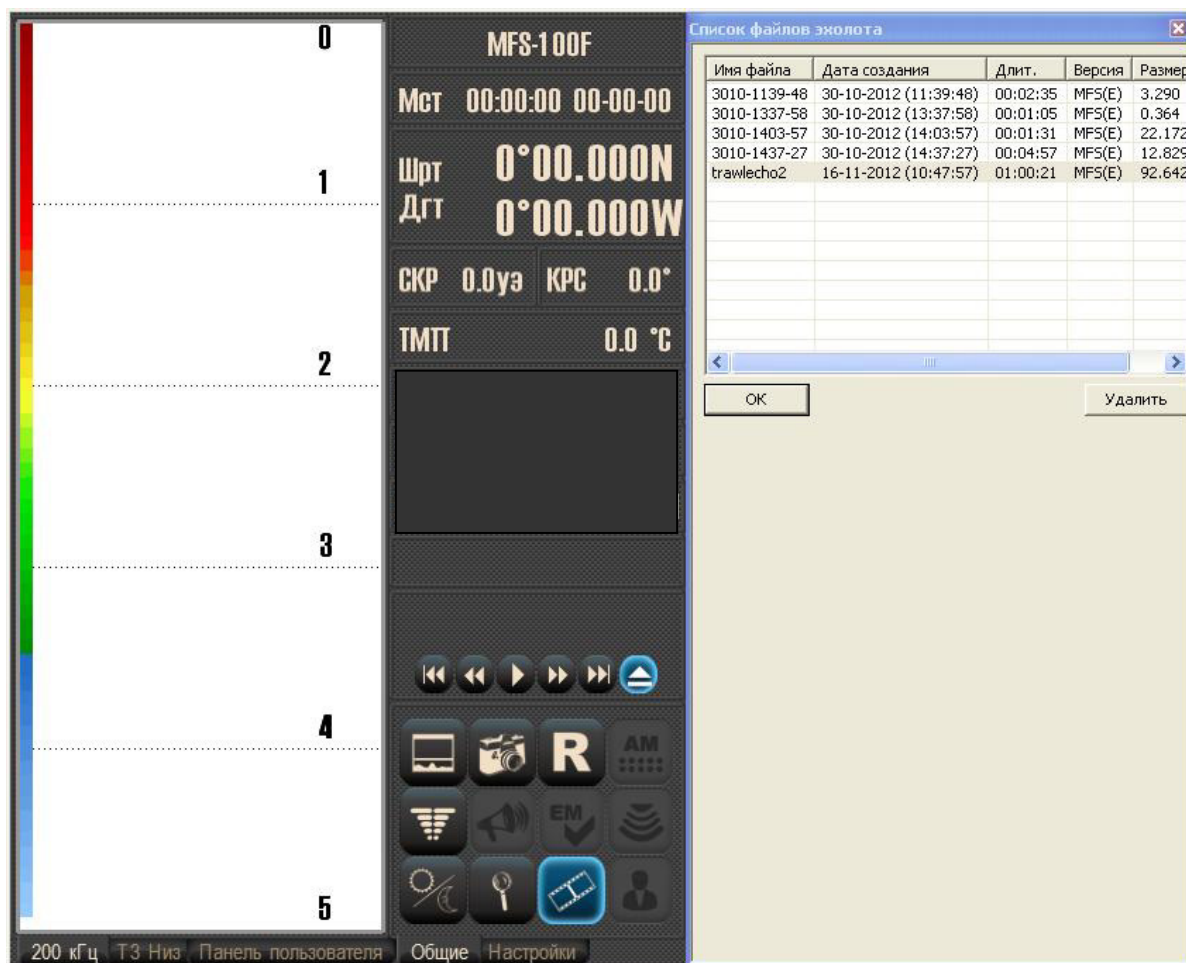 0
1
2
3
4
5
200 кГц
ТЗ Низ
Панель пользователя
MFS-100F
Мст 00:00:00 00-00-00
Шрт 0°00.000N
Дгт 0°00.000W
СКР 0.0уз КРС 0.0°
ТМП 0.0 °C
R
AM
EM
Общие
Настройки
Список файлов эхолота
Имя файла Дата создания Длит. Версия Размер
3010-1139-48 30-10-2012 (11:39:48) 00:02:35 MFS(E) 3.290
3010-1337-58 30-10-2012 (13:37:58) 00:01:05 MFS(E) 0.364
3010-1403-57 30-10-2012 (14:03:57) 00:01:31 MFS(E) 22.172
3010-1437-27 30-10-2012 (14:37:27) 00:04:57 MFS(E) 12.829
trawlecho2 16-11-2012 (10:47:57) 01:00:21 MFS(E) 92.642
OK
Удалить